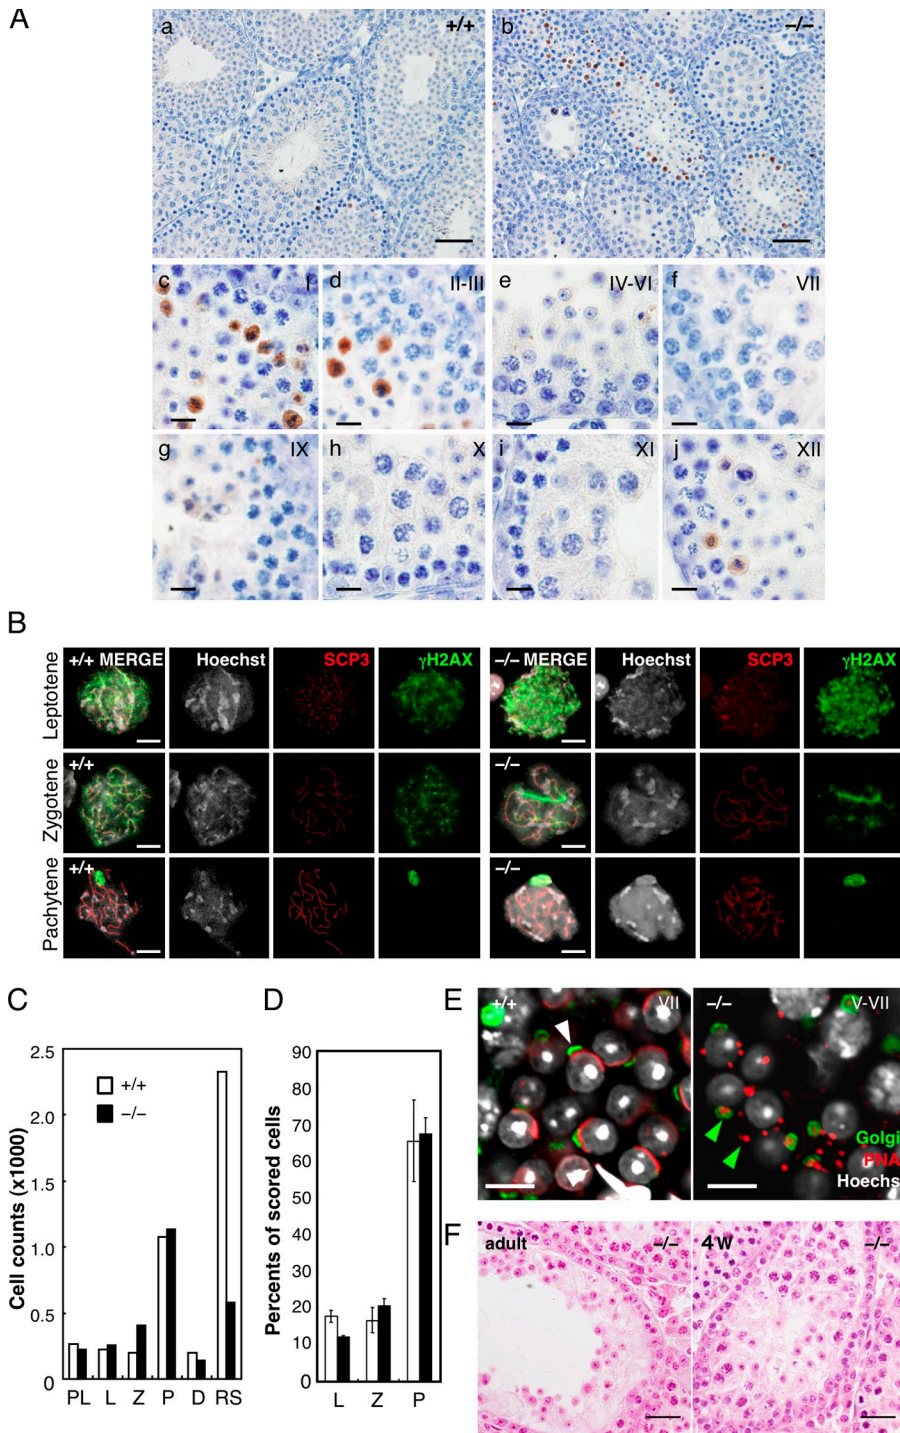 A
a +/+
b −/−
c I
d II-III
e IV-VI
f VII
g IX
h X
i XI
j XII
B
+/+ MERGE Hoechst SCP3 γH2AX −/− MERGE Hoechst SCP3 γH2AX
Leptotene
Zygotene
+/+ −/−
Pachytene
+/+ −/−
C
Cell counts (x1000)
2.5
2.0
1.5
1.0
0.5
0
+/+
−/−
PL L Z P D RS
D
Percents of scored cells
90
80
70
60
50
40
30
20
10
0
L Z P
E
+/+ VII
−/− V-VII
Golgi
PNA
Hoechs
F
adult −/−
4 W −/−